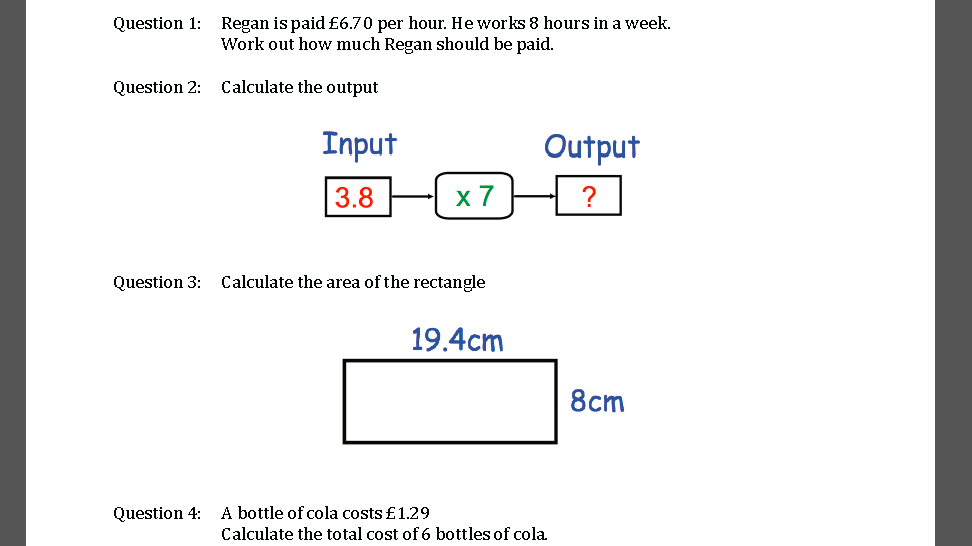 Question 1: Regan is paid £6.70 per hour. He works 8 hours in a week.
Work out how much Regan should be paid.
Question 2: Calculate the output
Input Output
3.8 x 7 ?
Question 3: Calculate the area of the rectangle
19.4cm
8cm
Question 4: A bottle of cola costs £1.29
Calculate the total cost of 6 bottles of cola.